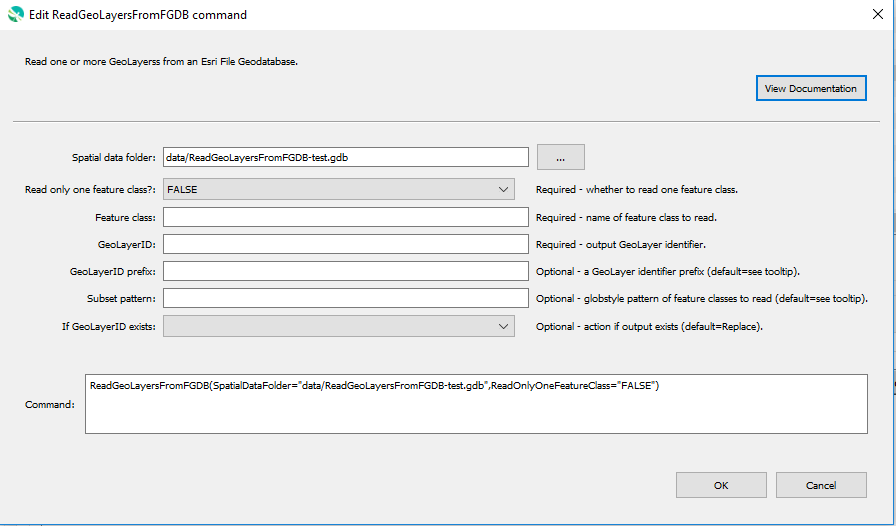 Edit ReadGeoLayersFromFGDB command
Read one or more GeoLayerss from an Esri File Geodatabase.
View Documentation
Spatial data folder: data/ReadGeoLayersFromFGDB-test.gdb ...
Read only one feature class?: FALSE Required - whether to read one feature class.
Feature class: Required - name of feature class to read.
GeoLayerID: Required - output GeoLayer identifier.
GeoLayerID prefix: Optional - a GeoLayer identifier prefix (default=see tooltip).
Subset pattern: Optional - globstyle pattern of feature classes to read (default=see tooltip).
If GeoLayerID exists: Optional - action if output exists (default=Replace).
Command: ReadGeoLayersFromFGDB(SpatialDataFolder="data/ReadGeoLayersFromFGDB-test.gdb",ReadOnlyOneFeatureClass="FALSE")
OK Cancel